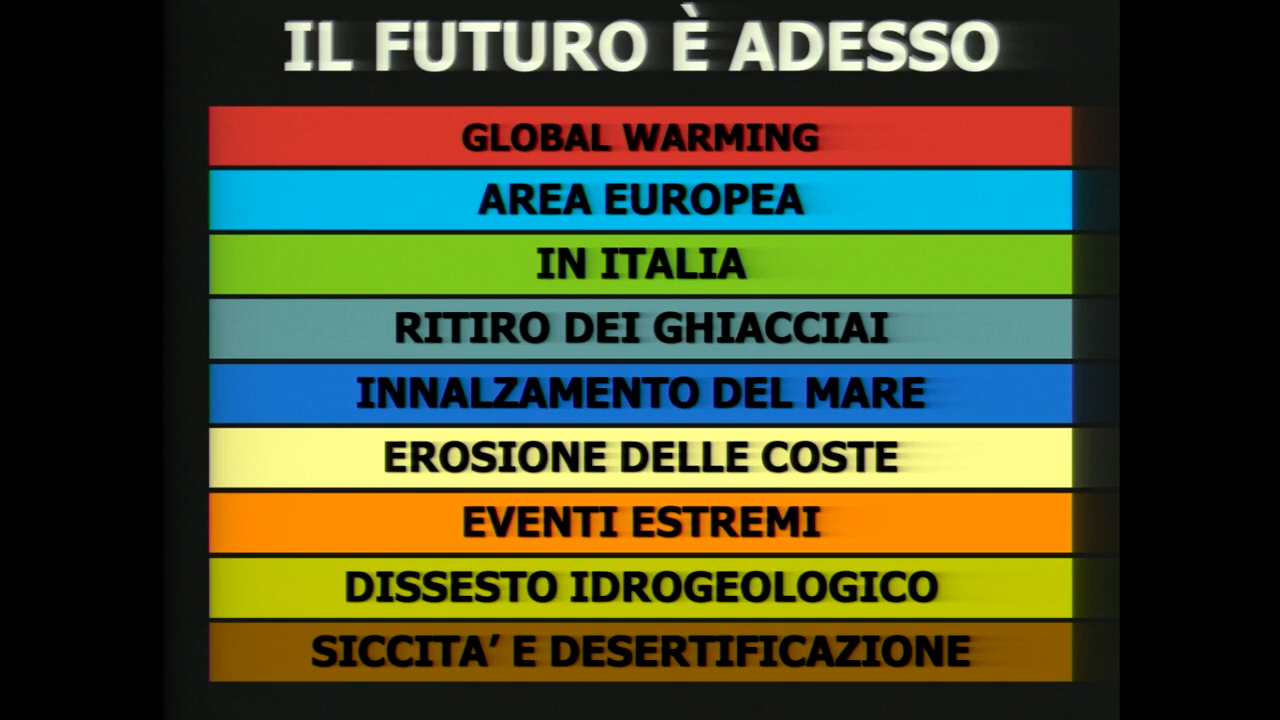 IL FUTURO È ADESSO
GLOBAL WARMING
AREA EUROPEA
IN ITALIA
RITIRO DEI GHIACCIAI
INNALZAMENTO DEL MARE
EROSIONE DELLE COSTE
EVENTI ESTREMI
DISSESTO IDROGEOLOGICO
SICCITA’ E DESERTIFICAZIONE